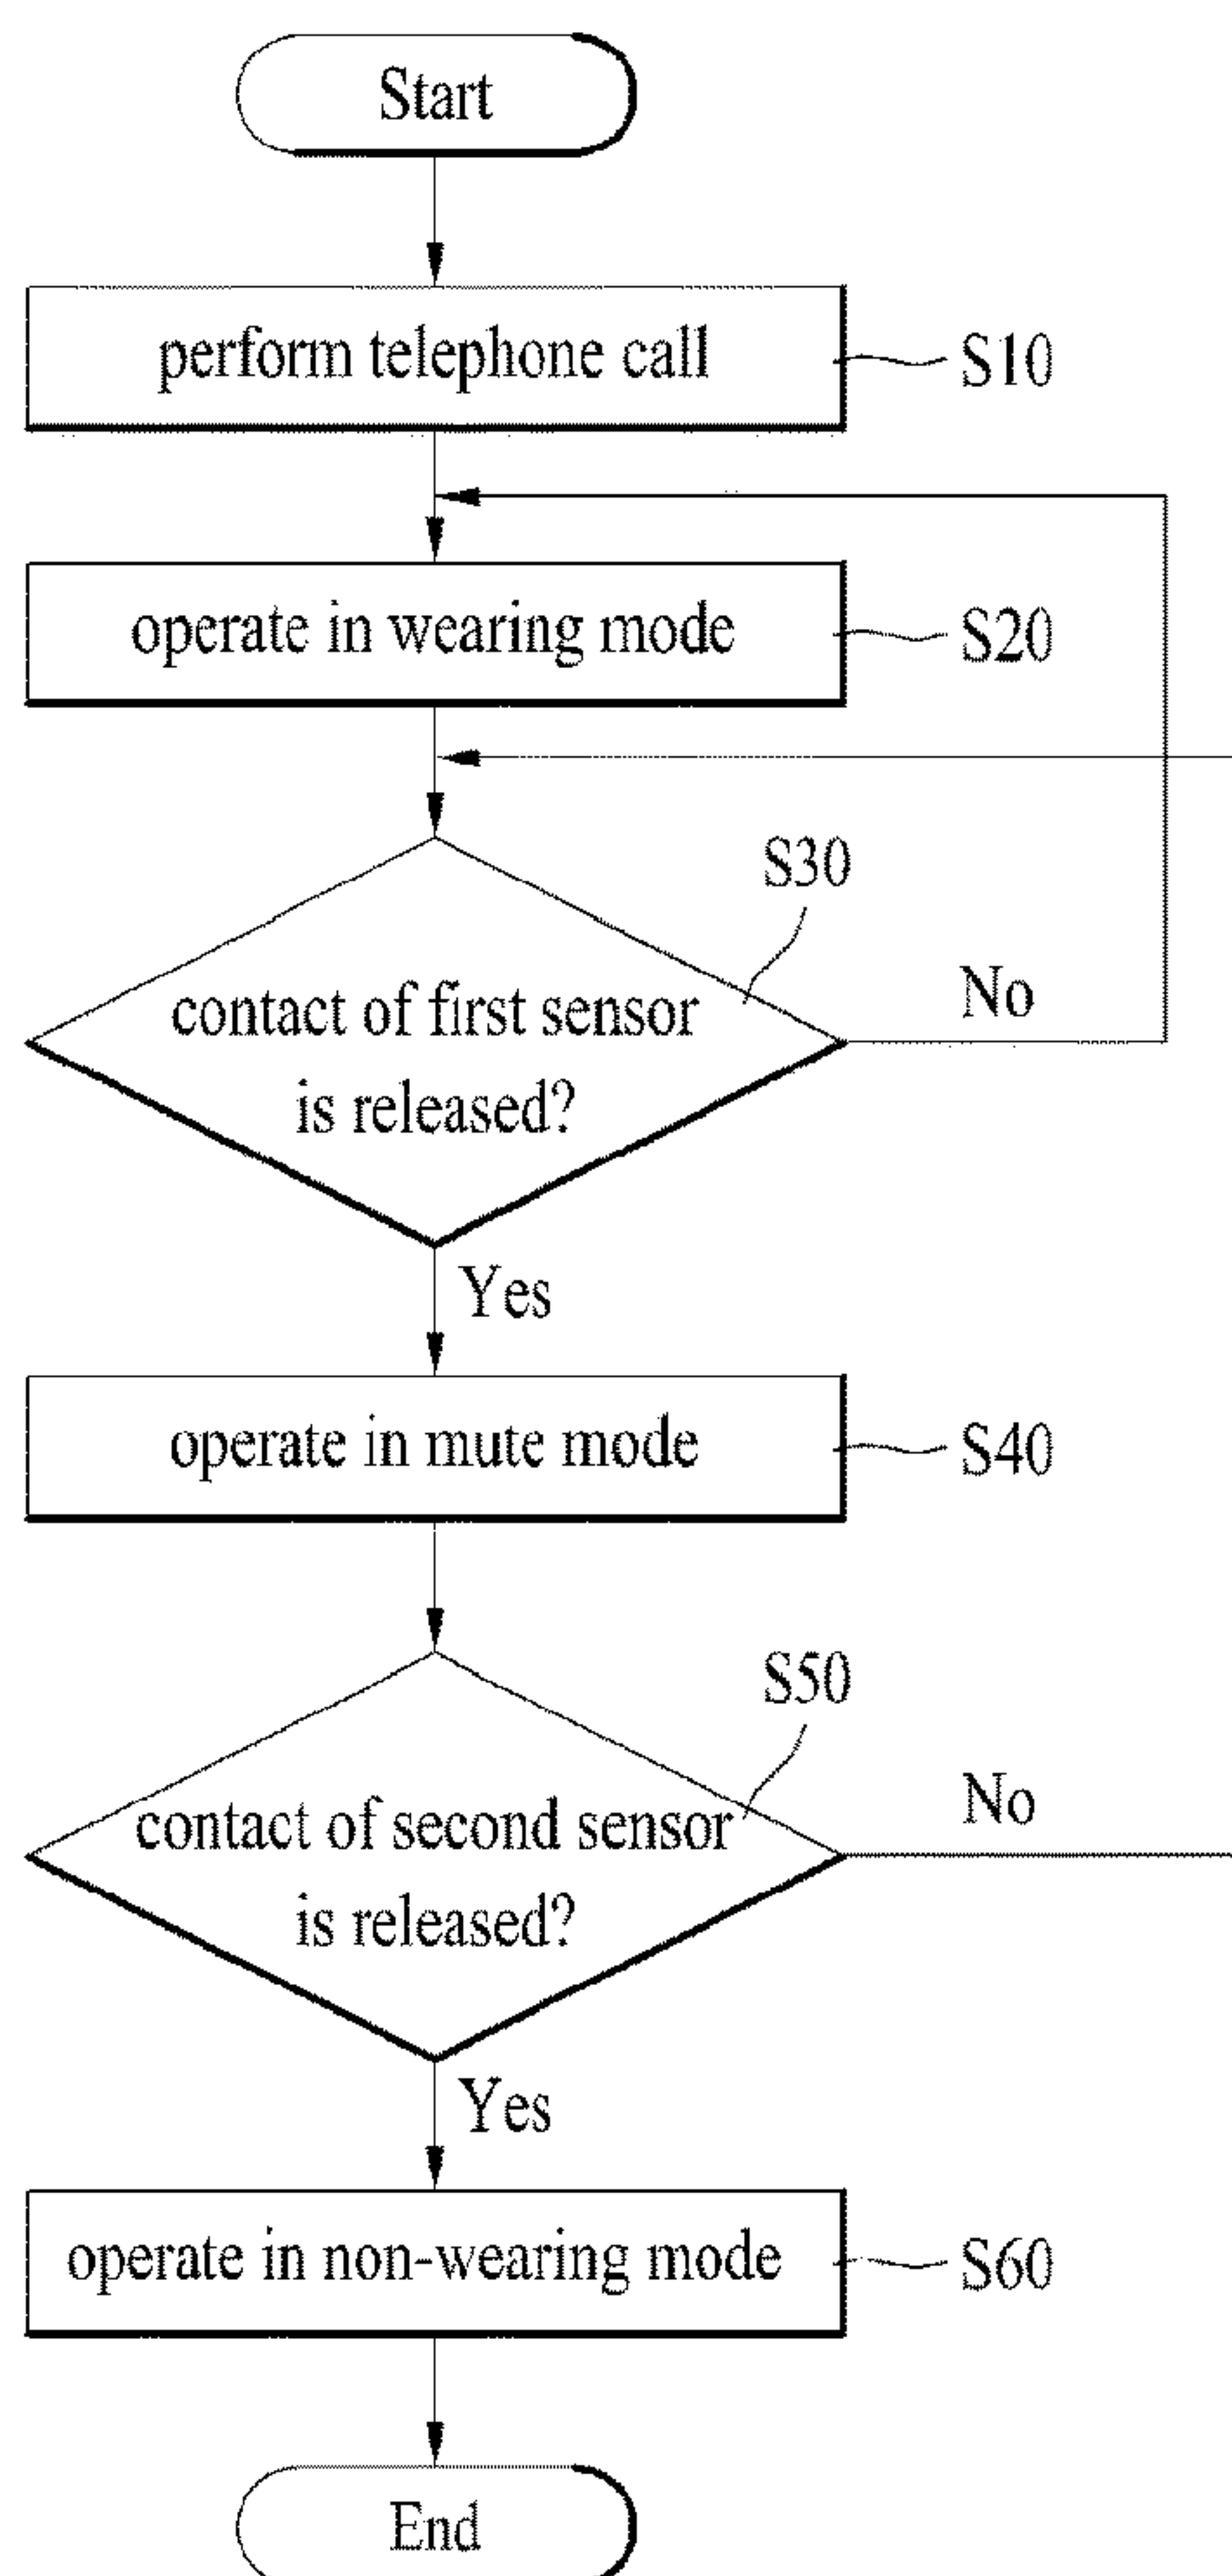 Start
perform telephone call
S10
operate in wearing mode
S20
S30
contact of first sensor
is released?
No
Yes
operate in mute mode
S40
S50
contact of second sensor
is released?
No
Yes
operate in non-wearing mode
S60
End